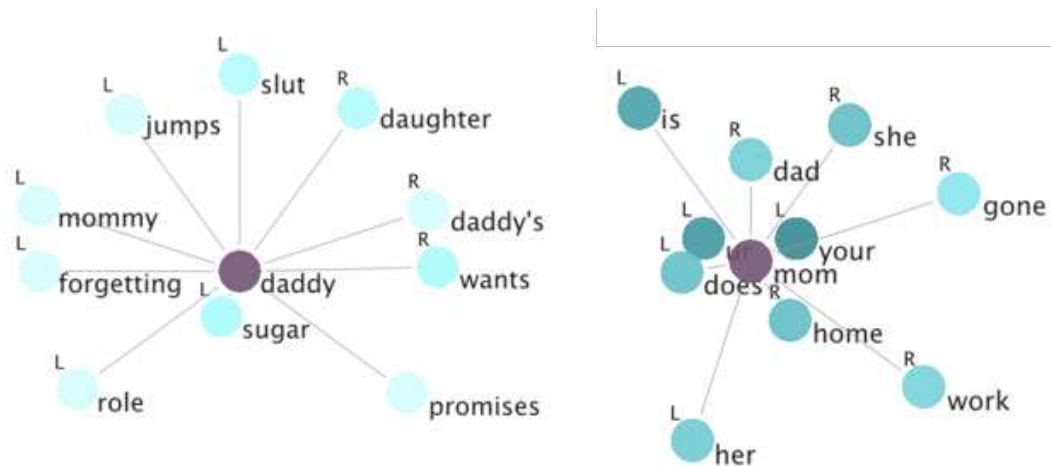 L
slut
L
jumps
R
daughter
L
mommy
R
daddy's
L
forgetting
daddy
R
wants
L
sugar
L
role
promises
L
is
R
she
R
dad
R
gone
L
ur
L
your
L
does
mom
R
home
R
work
L
her